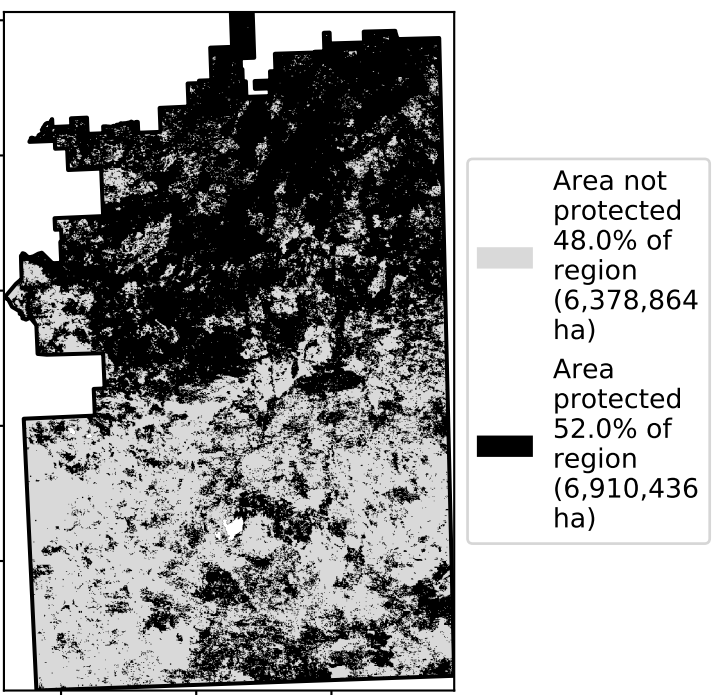 Area not
protected
48.0% of
region
(6,378,864
ha)
Area
protected
52.0% of
region
(6,910,436
ha)